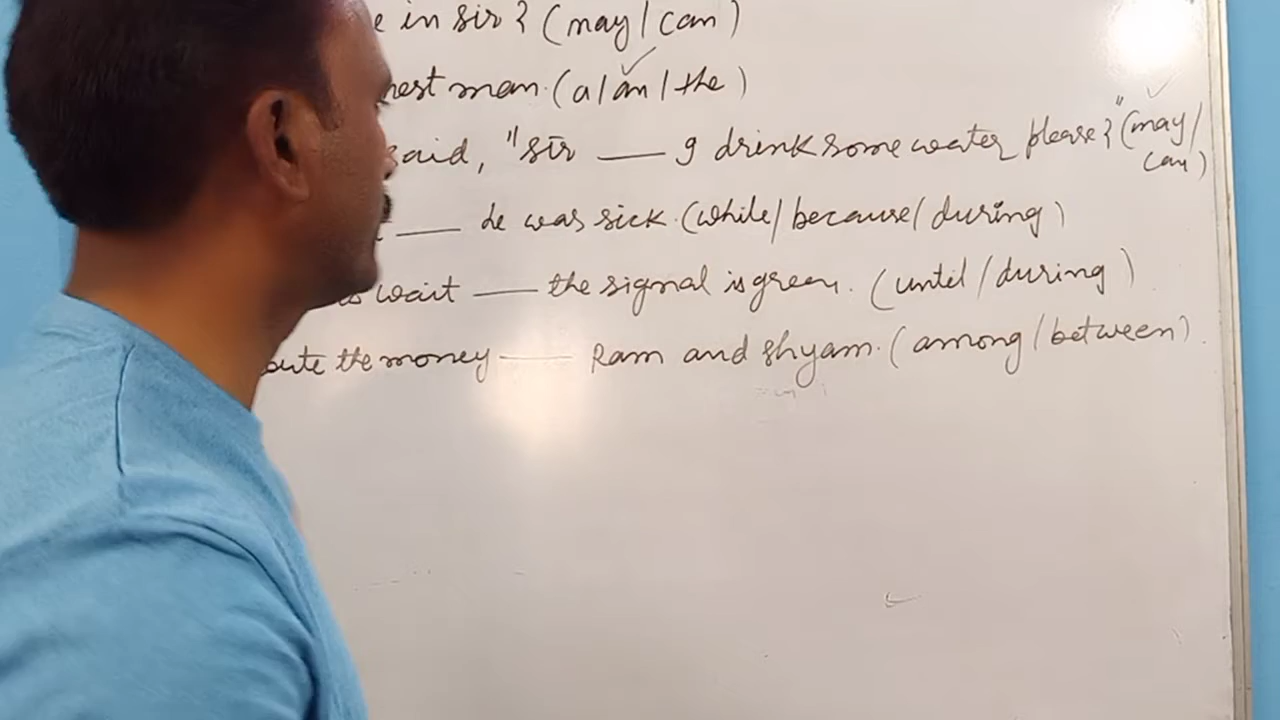 in sir? (may/can)
man. (a/an/the)
said, "Sir ___ I drink some water please?" (may/
can)
___ he was sick. (while/because/during)
wait ___ the signal is green. (until/during)
the money ___ Ram and Shyam. (among/between)